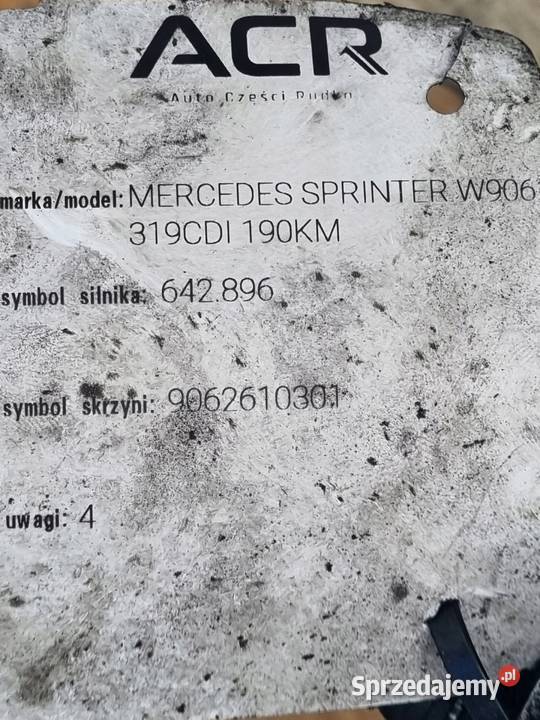 ACR
Auto Części Rudko
marka/model: MERCEDES SPRINTER W906
319CDI 190KM
symbol silnika: 642.896
symbol skrzyni: 9062610301
uwagi: 4
Sprzedajemy.pl